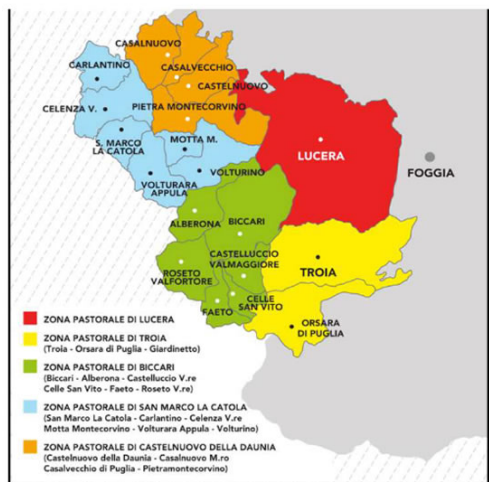 CASALNUOVO
CARLANTINO
CASALVECCHIO
CASTELNUOVO
CELENZA V.
PIETRA MONTECORVINO
S. MARCO
LA CATOLA
MOTTA M.
LUCERA
FOGGIA
VOLTURINO
VOLTURARA
APPULA
ALBERONA
BICCARI
CASTELLUCCIO
VALMAGGIORE
ROSETO
VALFORTORE
TROIA
CELLE
SAN VITO
FAETO
ORSARA
DI PUGLIA
ZONA PASTORALE DI LUCERA
ZONA PASTORALE DI TROIA
(Troia - Orsara di Puglia - Giardinetto)
ZONA PASTORALE DI BICCARI
(Biccari - Alberona - Castelluccio V.re
Celle San Vito - Faeto - Roseto V.re)
ZONA PASTORALE DI SAN MARCO LA CATOLA
(San Marco La Catola - Carlantino - Celenza V.re
Motta Montecorvino - Volturara Appula - Volturino)
ZONA PASTORALE DI CASTELNUOVO DELLA DAUNIA
(Castelnuovo della Daunia - Casalnuovo M.ro
Casalvecchio di Puglia - Pietramontecorvino)